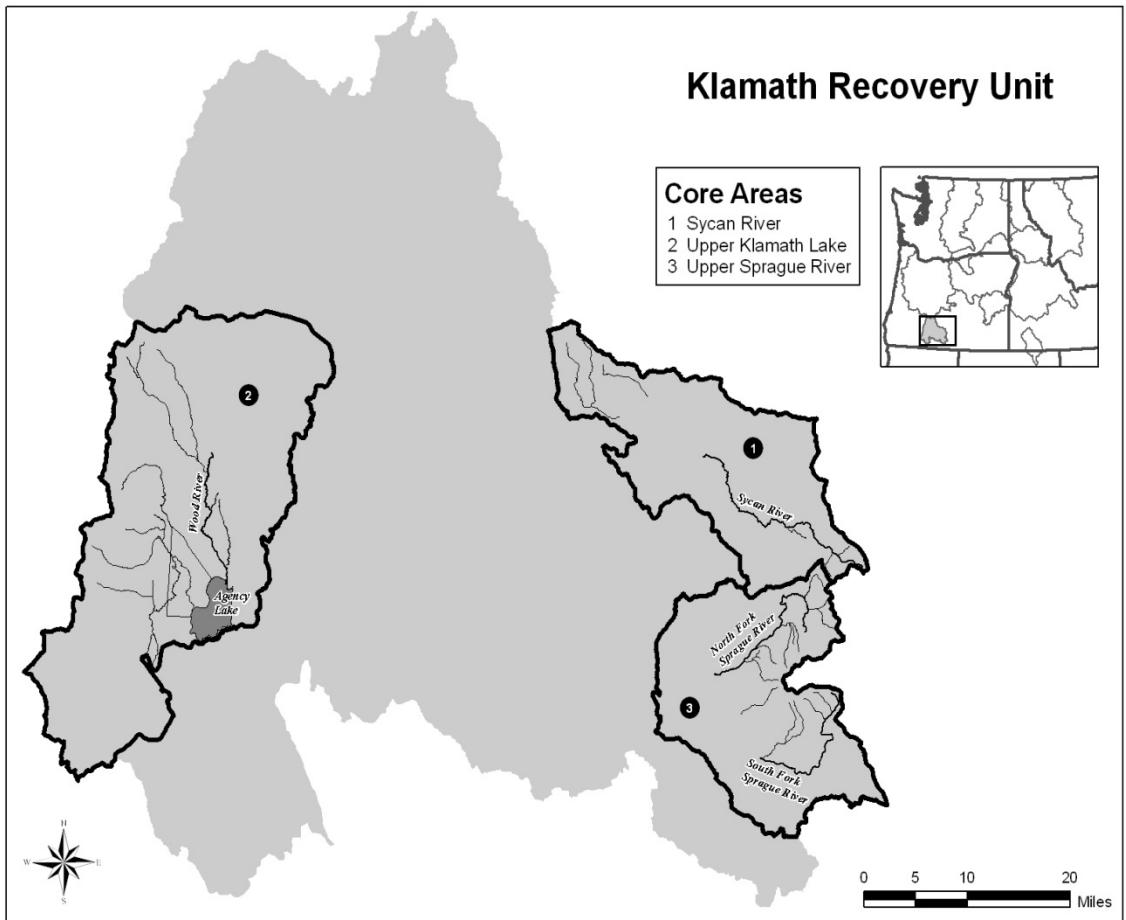 Klamath Recovery Unit
Core Areas
1 Sycan River
2 Upper Klamath Lake
3 Upper Sprague River
2
1
Sycan River
Wood River
Agency
Lake
North Fork
Sprague River
3
South Fork
Sprague River
N
W E
S
0 5 10 20
Miles